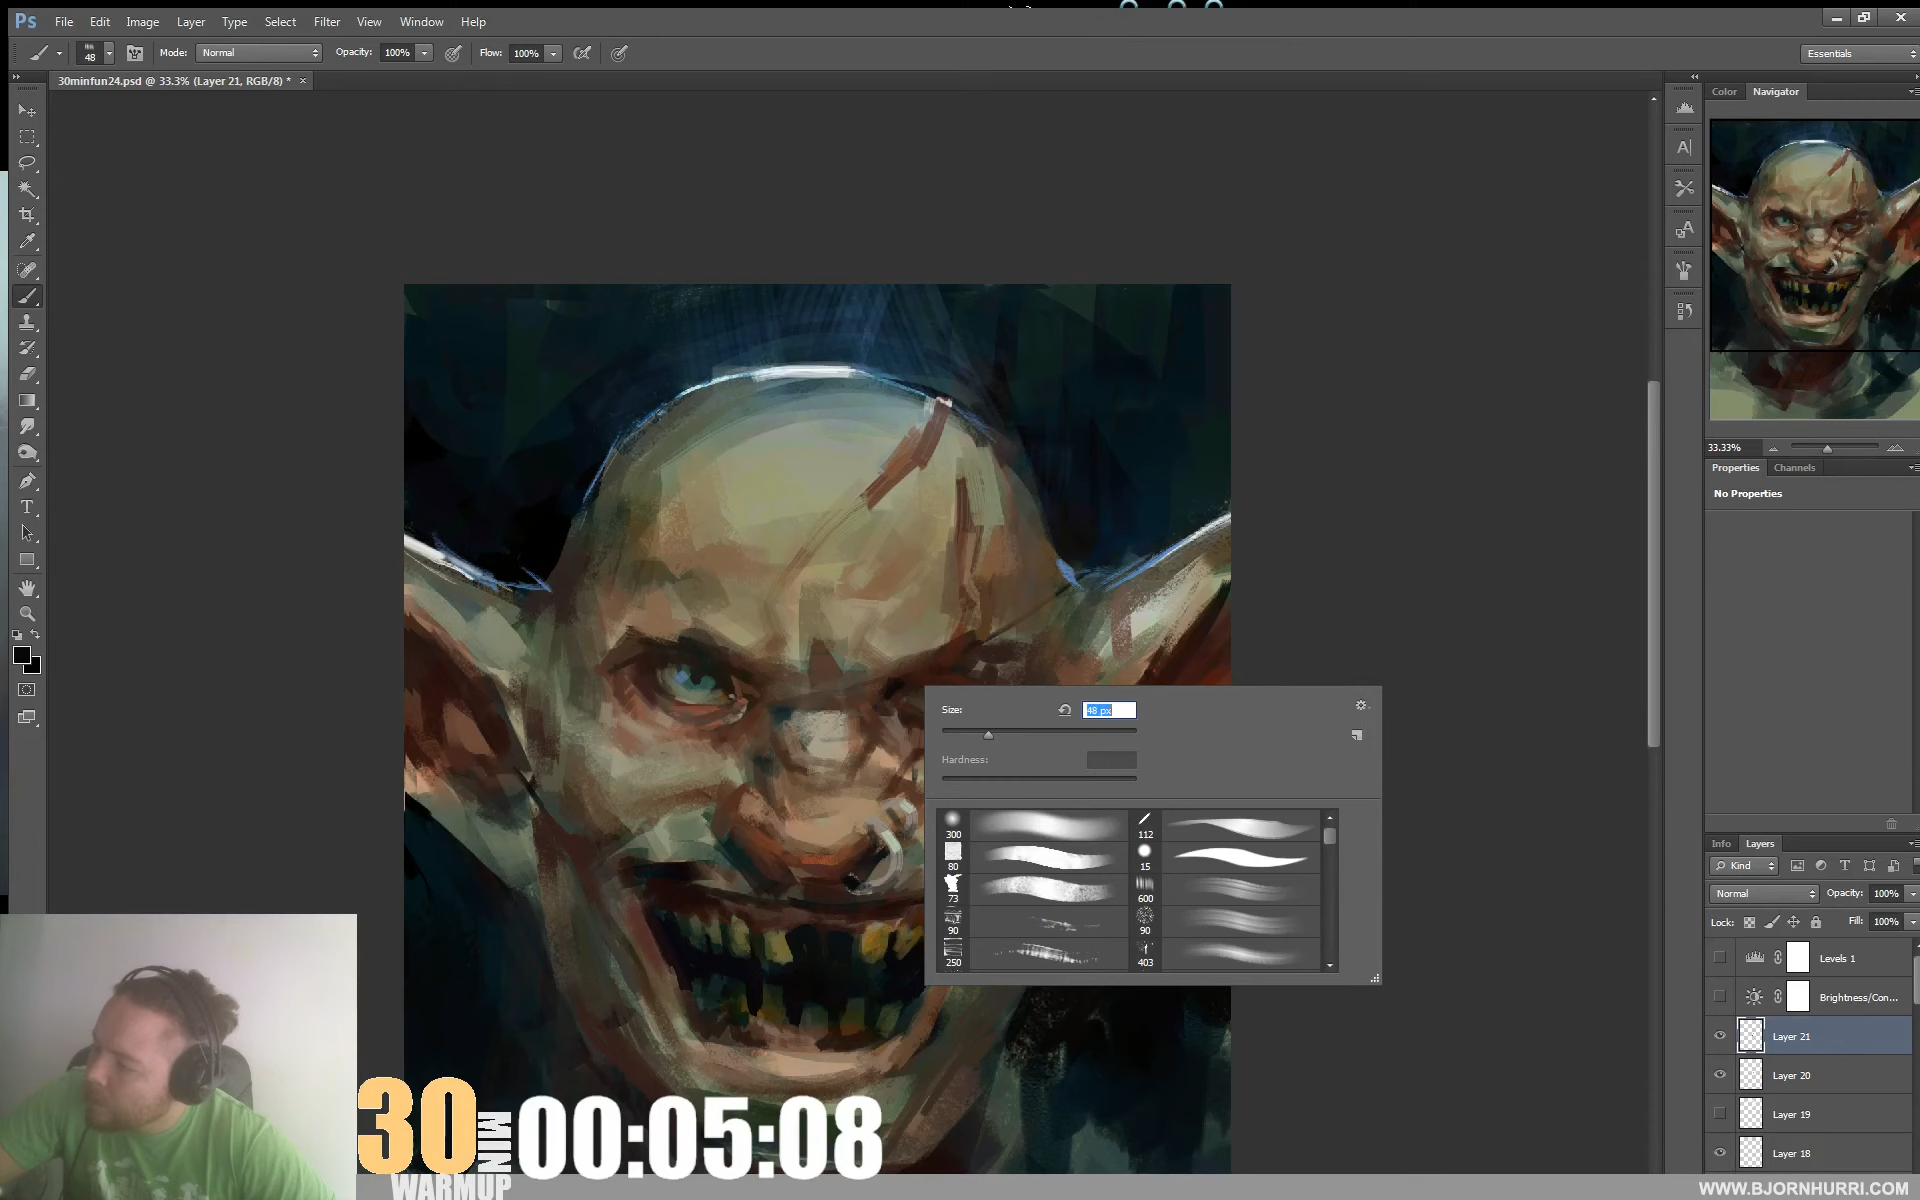 Ps File Edit Image Layer Type Select Filter View Window Help
48 Mode: Normal Opacity: 100% Flow: 100% Essentials
30minfun24.psd @ 33.3% (Layer 21, RGB/8) *
Color Navigator
33.33%
Properties Channels
No Properties
Size: 48 px
Hardness:
300 112
80 15
73 600
90 90
250 403
Info Layers
Kind
Normal Opacity: 100%
Lock: Fill: 100%
Levels 1
Brightness/Con...
Layer 21
Layer 20
Layer 19
Layer 18
30 MIN WARMUP
00:05:08
WWW.BJORNHURRI.COM